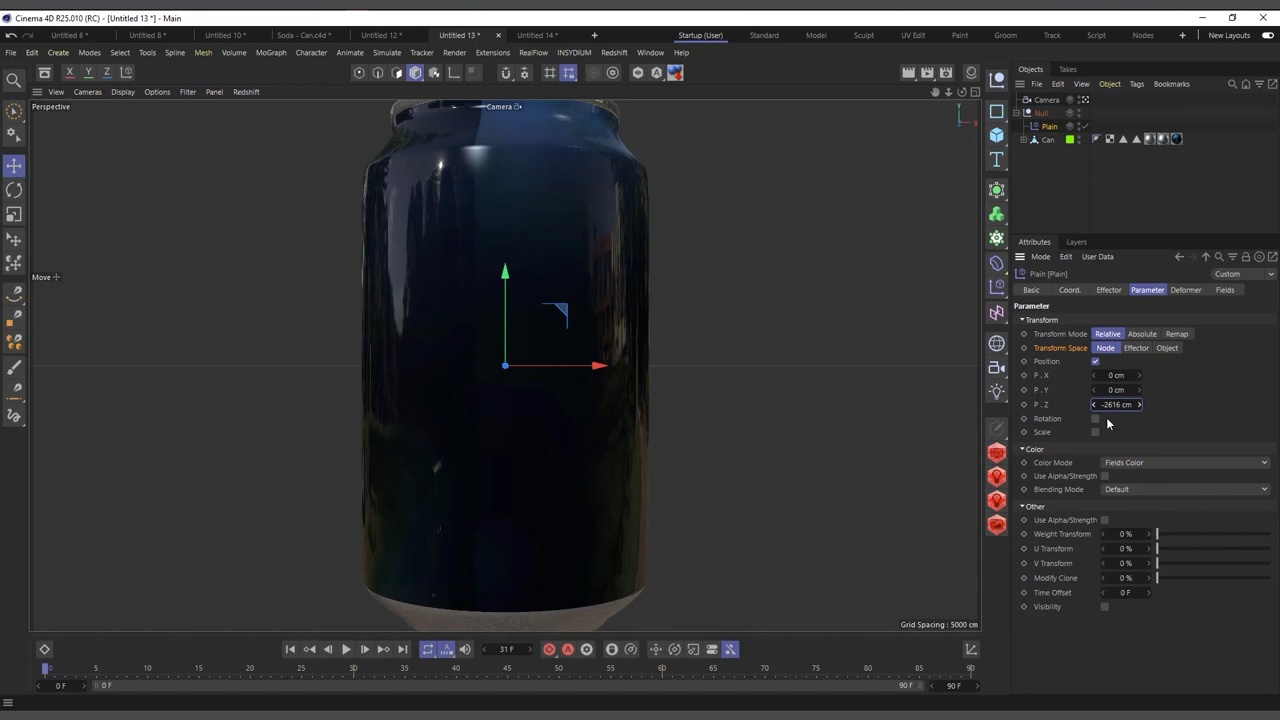 Cinema 4D R25.010 (RC) - [Untitled 13 *] - Main
Untitled 6 *
Untitled 8 *
Untitled 10 *
Soda - Can.c4d *
Untitled 12 *
Untitled 13 *
Untitled 14 *
Startup (User)
Standard
Model
Sculpt
UV Edit
Paint
Groom
Track
Script
Nodes
New Layouts
File Edit Create Modes Select Tools Spline Mesh Volume MoGraph Character Animate Simulate Tracker Render Extensions RealFlow INSYDIUM Redshift Window Help
X Y Z
Objects Takes
File Edit View Object Tags Bookmarks
View Cameras Display Options Filter Panel Redshift
Perspective
Camera
Y
X
Z
Camera
Null
Plain
Can
Move
Attributes Layers
Mode Edit User Data
Plain [Plain]
Custom
Basic Coord. Effector Parameter Deformer Fields
Parameter
Transform
Transform Mode Relative Absolute Remap
Transform Space Node Effector Object
Position
P . X 0 cm
P . Y 0 cm
P . Z -2616 cm
Rotation
Scale
Color
Color Mode Fields Color
Use Alpha/Strength
Blending Mode Default
Other
Use Alpha/Strength
Weight Transform 0 %
U Transform 0 %
V Transform 0 %
Modify Clone 0 %
Time Offset 0 F
Visibility
Grid Spacing : 5000 cm
31 F
0 5 10 15 20 25 30 35 40 45 50 55 60 65 70 75 80 85 90
0 F
0 F
90 F
90 F